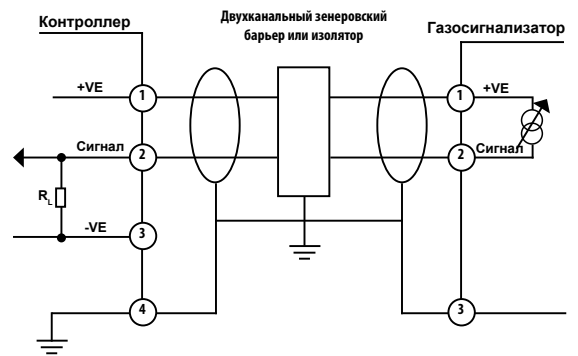 Контроллер
Двухканальный зенеровский
барьер или изолятор
Газосигнализатор
+VE
1
1
+VE
Сигнал
2
2
Сигнал
RL
-VE
3
4
3